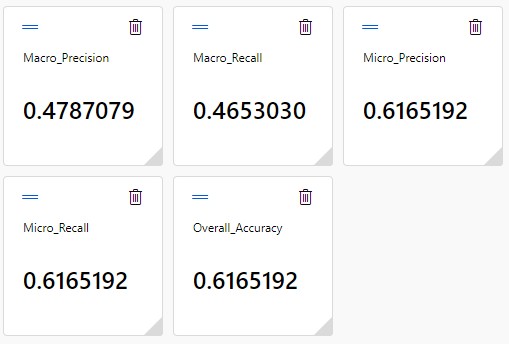 Macro_Precision
0.4787079
Macro_Recall
0.4653030
Micro_Precision
0.6165192
Micro_Recall
0.6165192
Overall_Accuracy
0.6165192